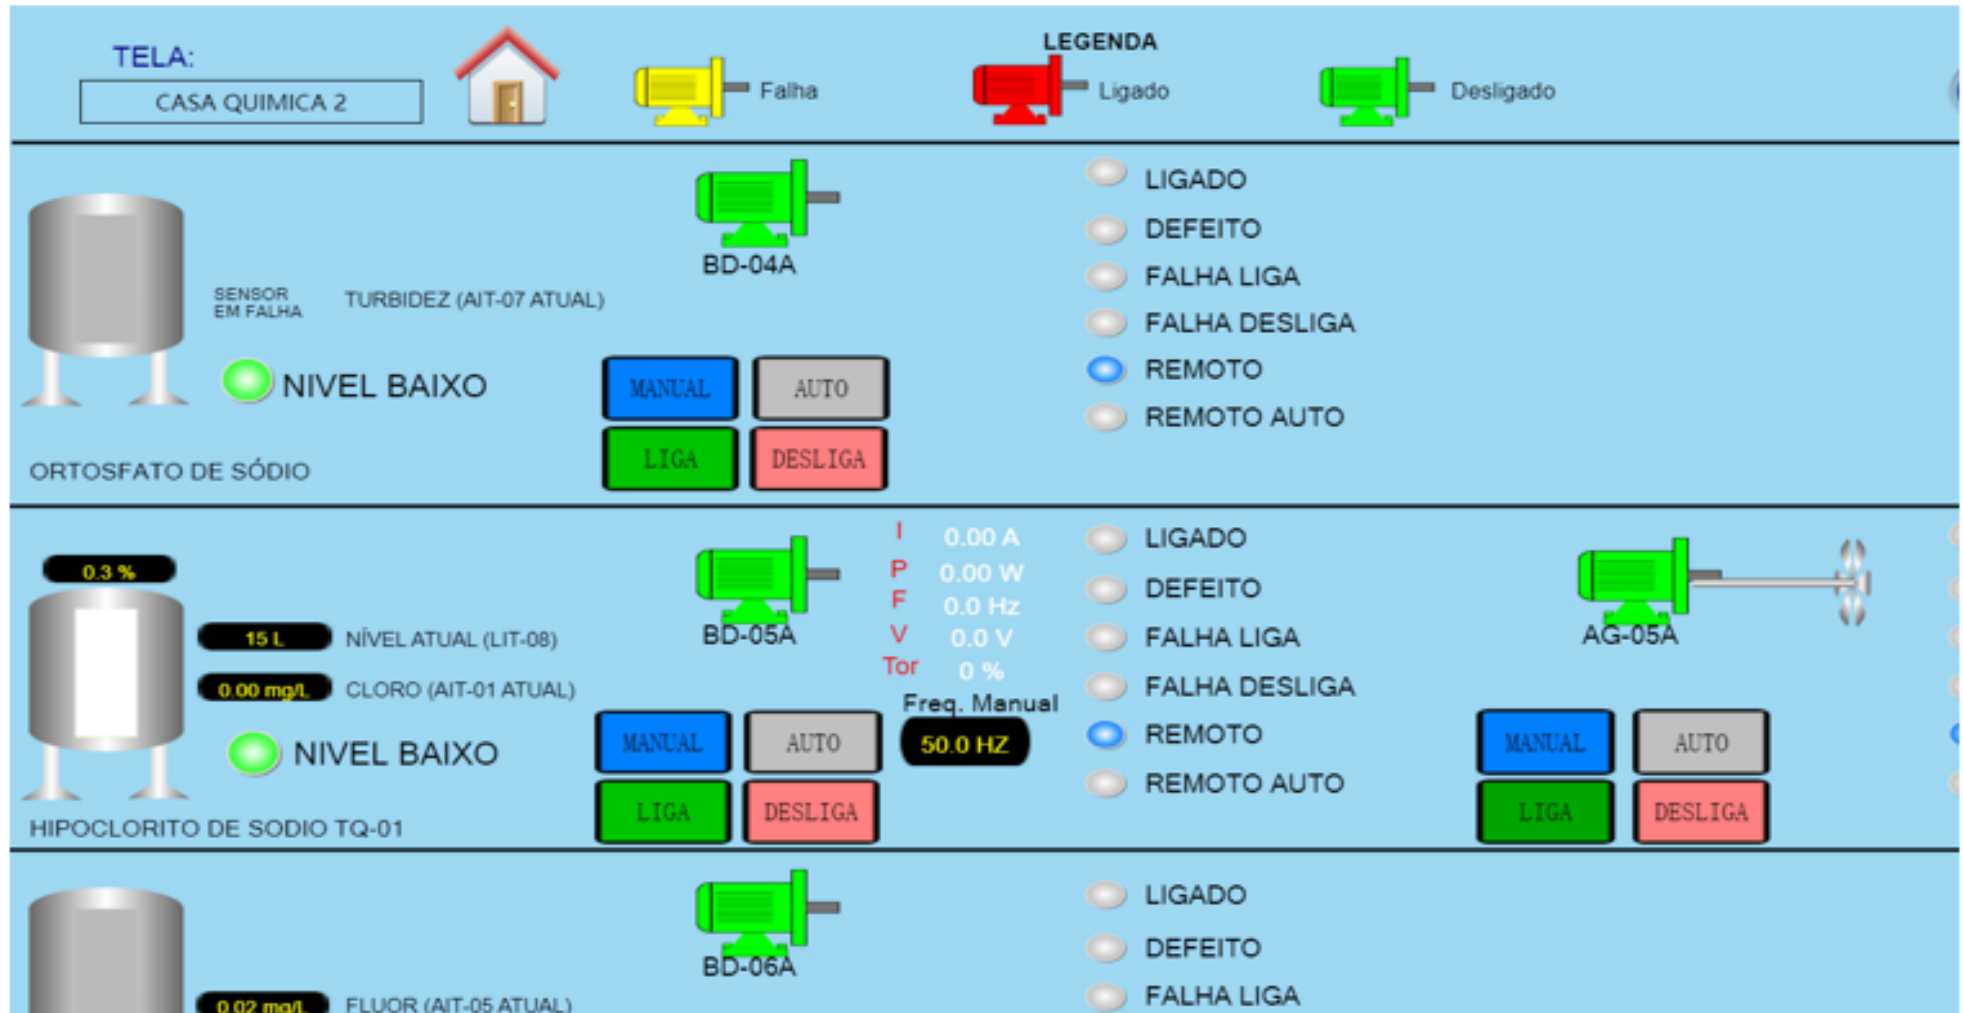 TELA:
CASA QUIMICA 2
LEGENDA
Falha
Ligado
Desligado
BD-04A
SENSOR
EM FALHA
TURBIDEZ (AIT-07 ATUAL)
NIVEL BAIXO
MANUAL
AUTO
LIGA
DESLIGA
ORTOSFATO DE SÓDIO
LIGADO
DEFEITO
FALHA LIGA
FALHA DESLIGA
REMOTO
REMOTO AUTO
0.3 %
15 L
NÍVEL ATUAL (LIT-08)
0.00 mg/L
CLORO (AIT-01 ATUAL)
NIVEL BAIXO
HIPOCLORITO DE SODIO TQ-01
BD-05A
I 0.00 A
P 0.00 W
F 0.0 Hz
V 0.0 V
Tor 0 %
Freq. Manual
50.0 HZ
MANUAL
AUTO
LIGA
DESLIGA
LIGADO
DEFEITO
FALHA LIGA
FALHA DESLIGA
REMOTO
REMOTO AUTO
AG-05A
MANUAL
AUTO
LIGA
DESLIGA
BD-06A
0.02 mg/L
FLUOR (AIT-05 ATUAL)
LIGADO
DEFEITO
FALHA LIGA